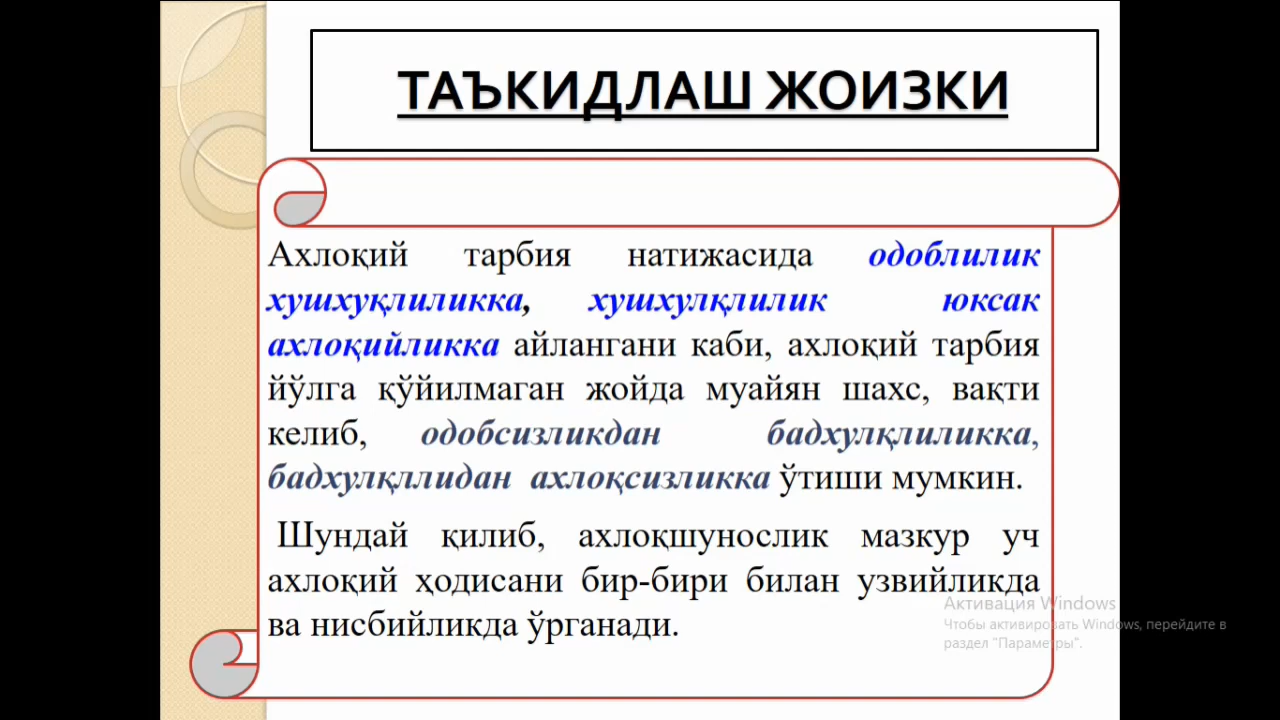 ТАЪКИДЛАШ ЖОИЗКИ
Ахлоқий тарбия натижасида одоблилик
хушхуқлиликка, хушхулқлилик юксак
ахлоқийликка айлангани каби, ахлоқий тарбия
йўлга қўйилмаган жойда муайян шахс, вақти
келиб, одобсизликдан бадхулқлиликка,
бадхулқллидан ахлоқсизликка ўтиши мумкин.
Шундай қилиб, ахлоқшунослик мазкур уч
ахлоқий ҳодисани бир-бири билан узвийликда
ва нисбийликда ўрганади.
Активация Windows
Чтобы активировать Windows, перейдите в
раздел "Параметры".